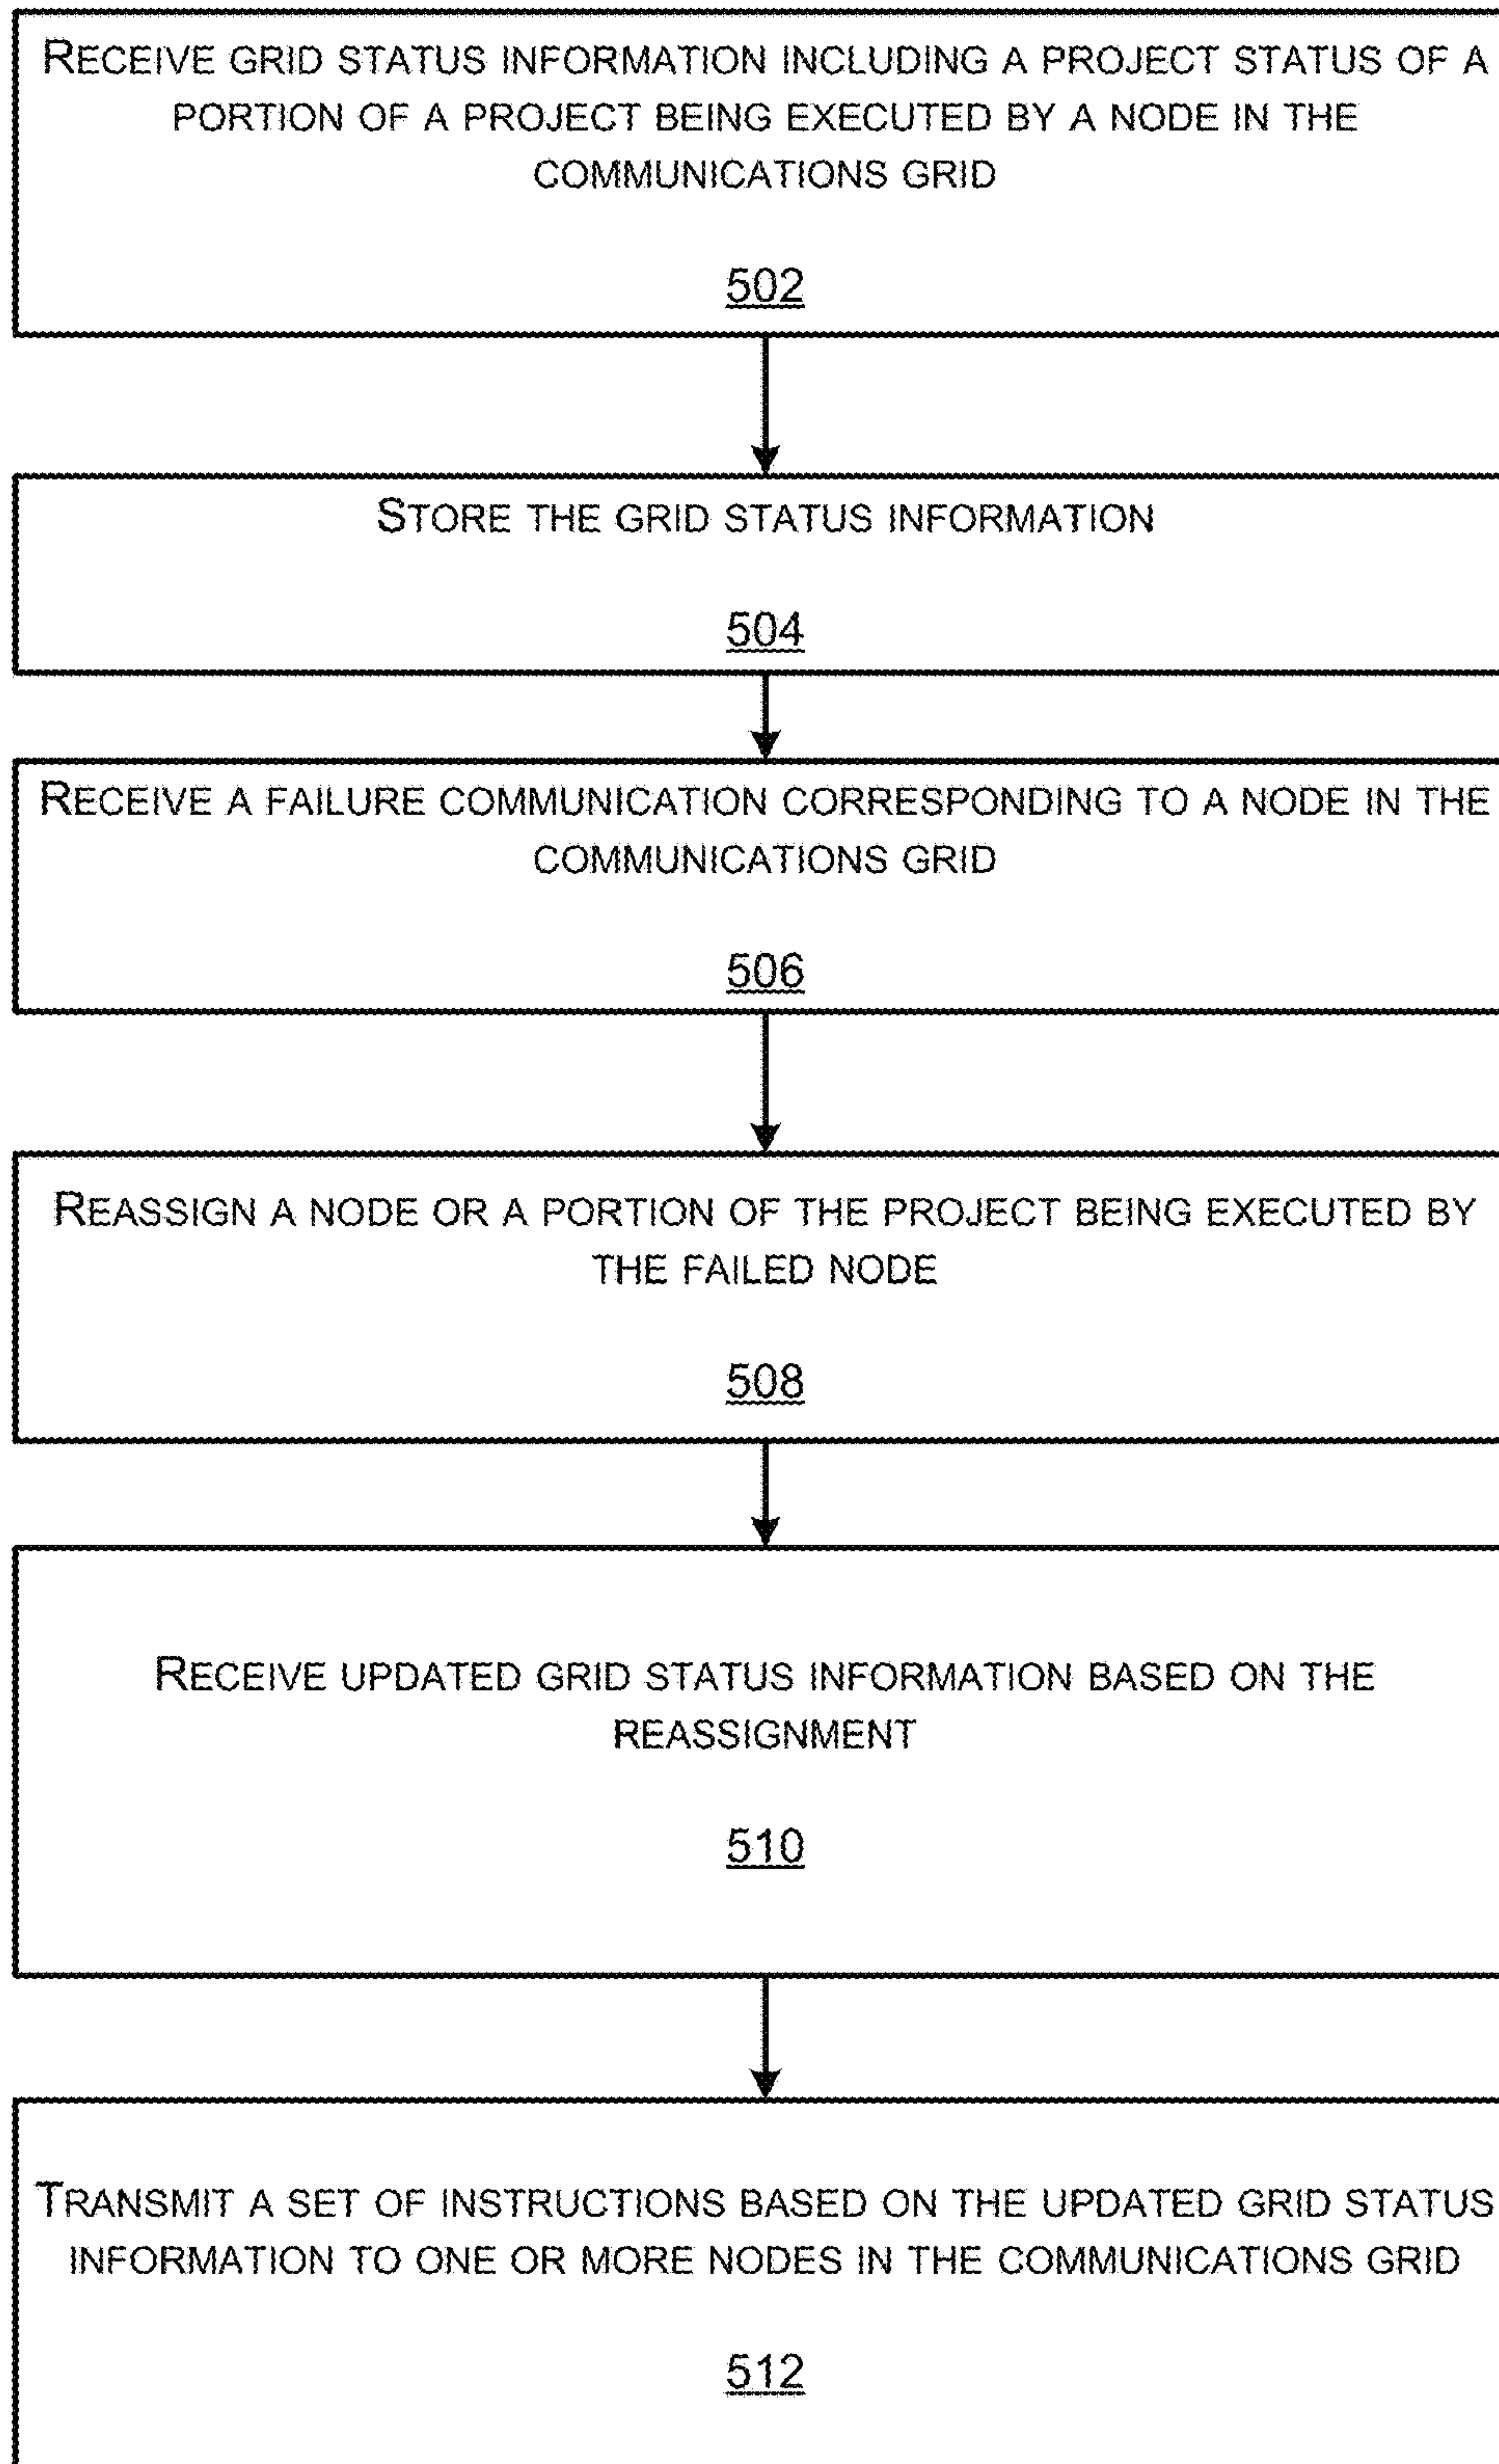 RECEIVE GRID STATUS INFORMATION INCLUDING A PROJECT STATUS OF A
PORTION OF A PROJECT BEING EXECUTED BY A NODE IN THE
COMMUNICATIONS GRID
502
STORE THE GRID STATUS INFORMATION
504
RECEIVE A FAILURE COMMUNICATION CORRESPONDING TO A NODE IN THE
COMMUNICATIONS GRID
506
REASSIGN A NODE OR A PORTION OF THE PROJECT BEING EXECUTED BY
THE FAILED NODE
508
RECEIVE UPDATED GRID STATUS INFORMATION BASED ON THE
REASSIGNMENT
510
TRANSMIT A SET OF INSTRUCTIONS BASED ON THE UPDATED GRID STATUS
INFORMATION TO ONE OR MORE NODES IN THE COMMUNICATIONS GRID
512